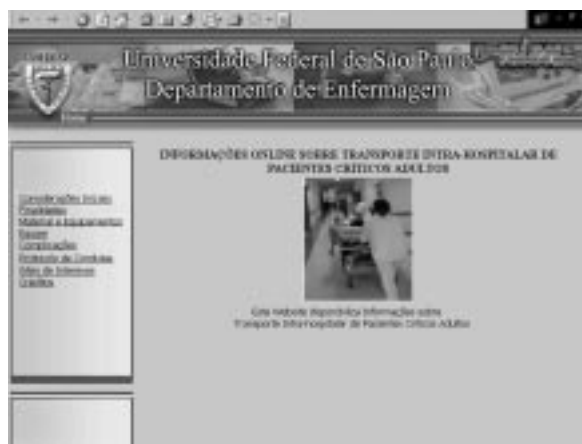 Universidade Federal de São Paulo
Departamento de Enfermagem
Home
INFORMAÇÕES ONLINE SOBRE TRANSPORTE INTRA-HOSPITALAR DE
PACIENTES CRÍTICOS ADULTOS
Considerações Iniciais
Finalidades
Material e Equipamentos
Equipe
Complicações
Protocolo de Condutas
Sites de Interesse
Créditos
Este Website disponibiliza informações sobre
Transporte Intra-hospitalar de Pacientes Críticos Adultos